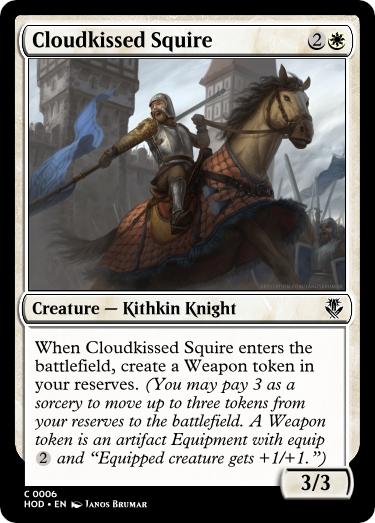 Cloudkissed Squire 2
ARTSTATION.COM/JANOSBRUMAR
Creature — Kithkin Knight
When Cloudkissed Squire enters the
battlefield, create a Weapon token in
your reserves. (You may pay 3 as a
sorcery to move up to three tokens from
your reserves to the battlefield. A Weapon
token is an artifact Equipment with equip
2 and “Equipped creature gets +1/+1.”)
3/3
C 0006
HOD • EN Janos Brumar